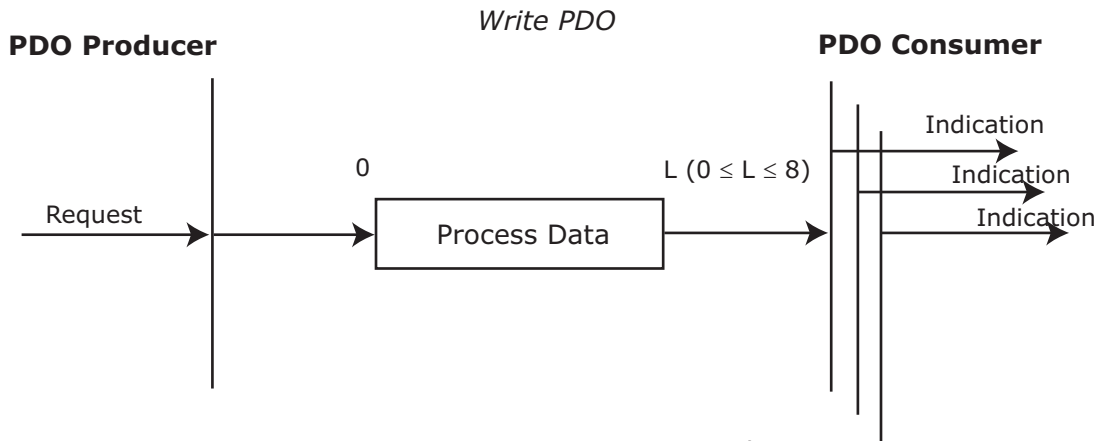 Write PDO
PDO Producer
PDO Consumer
Indication
0
L (0 ≤ L ≤ 8)
Indication
Request
Process Data
Indication